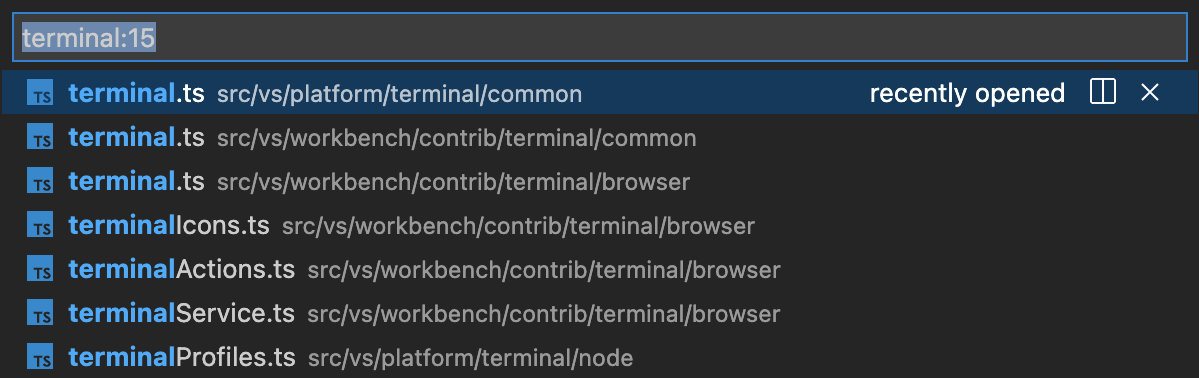 terminal:15
TS terminal.ts src/vs/platform/terminal/common recently opened
TS terminal.ts src/vs/workbench/contrib/terminal/common
TS terminal.ts src/vs/workbench/contrib/terminal/browser
TS terminalIcons.ts src/vs/workbench/contrib/terminal/browser
TS terminalActions.ts src/vs/workbench/contrib/terminal/browser
TS terminalService.ts src/vs/workbench/contrib/terminal/browser
TS terminalProfiles.ts src/vs/platform/terminal/node